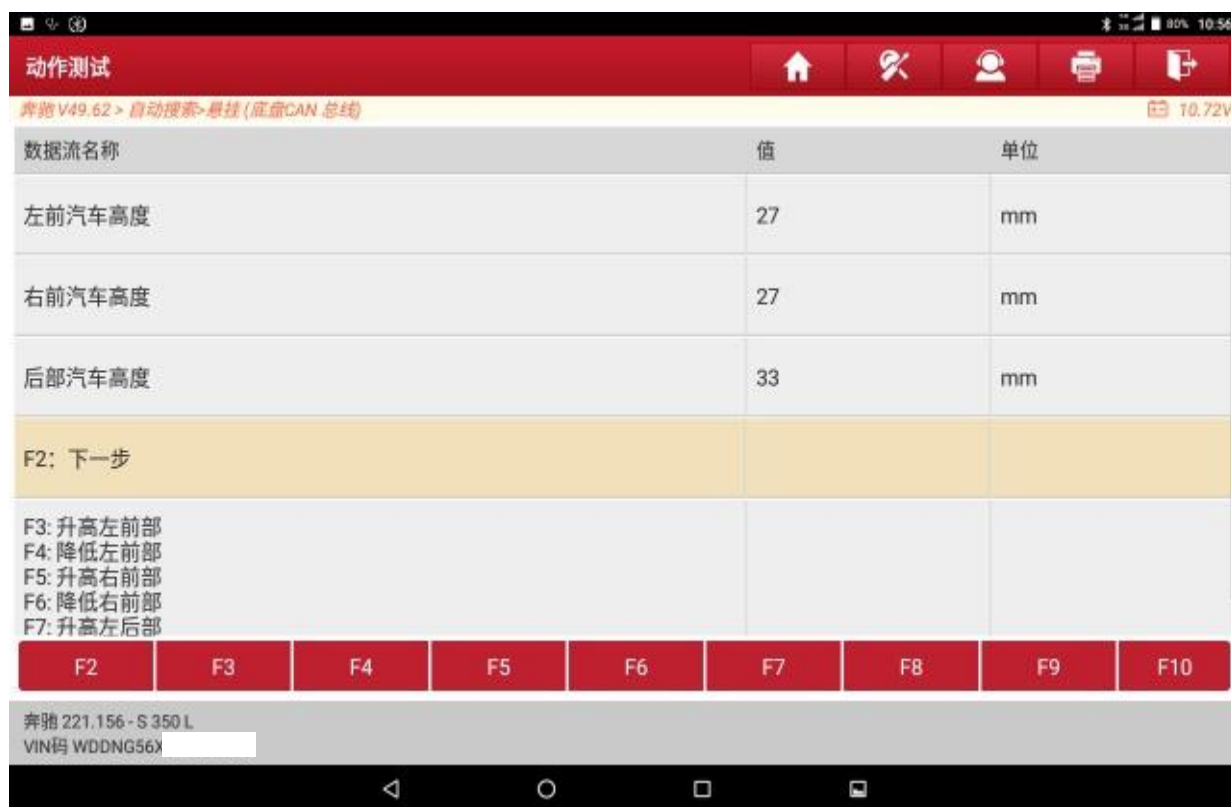 80% 10:56
动作测试
奔驰 V49.62 > 自动搜索>悬挂 (底盘CAN 总线) 10.72V
数据流名称 值 单位
左前汽车高度 27 mm
右前汽车高度 27 mm
后部汽车高度 33 mm
F2：下一步
F3: 升高左前部
F4: 降低左前部
F5: 升高右前部
F6: 降低右前部
F7: 升高左后部
F2 F3 F4 F5 F6 F7 F8 F9 F10
奔驰 221.156 - S 350 L
VIN码 WDDNG56X